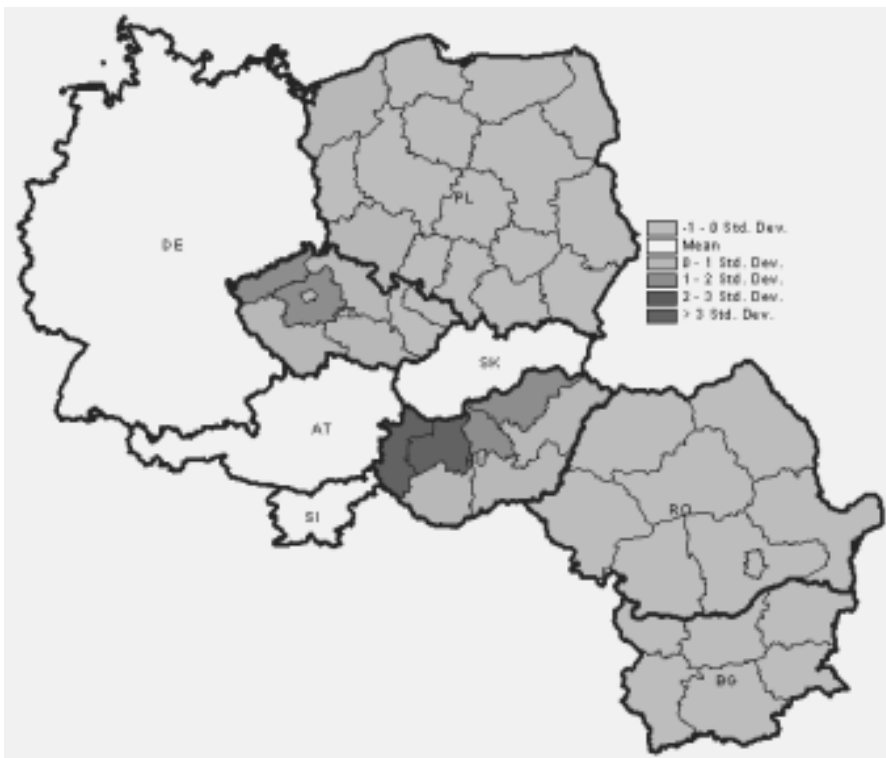 PL
DE
-1 - 0 Std. Dev.
Mean
0 - 1 Std. Dev.
1 - 2 Std. Dev.
2 - 3 Std. Dev.
> 3 Std. Dev.
SK
AT
RO
SI
BG